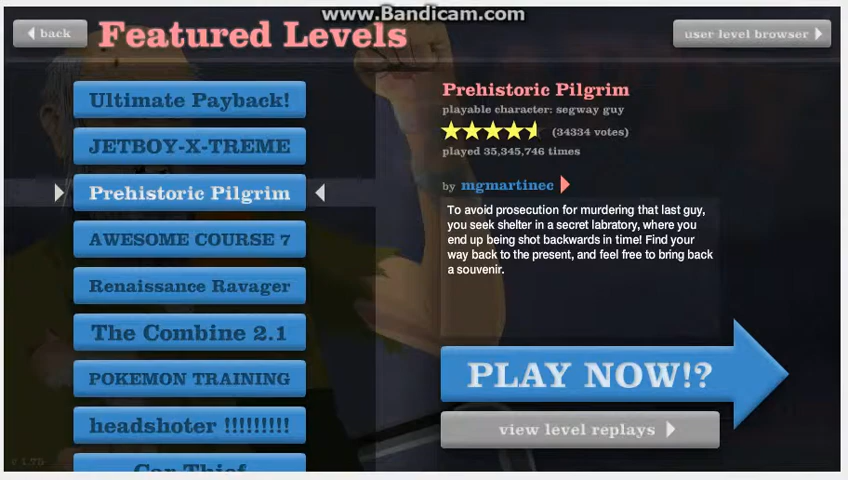 www.Bandicam.com
back
Featured Levels
user level browser
Ultimate Payback!
JETBOY-X-TREME
Prehistoric Pilgrim
AWESOME COURSE 7
Renaissance Ravager
The Combine 2.1
POKEMON TRAINING
headshoter !!!!!!!!!
Car Thief
Prehistoric Pilgrim
playable character: segway guy
(34334 votes)
played 35,345,746 times
by mgmartinec
To avoid prosecution for murdering that last guy,
you seek shelter in a secret labratory, where you
end up being shot backwards in time! Find your
way back to the present, and feel free to bring back
a souvenir.
PLAY NOW!?
view level replays
v 1.75